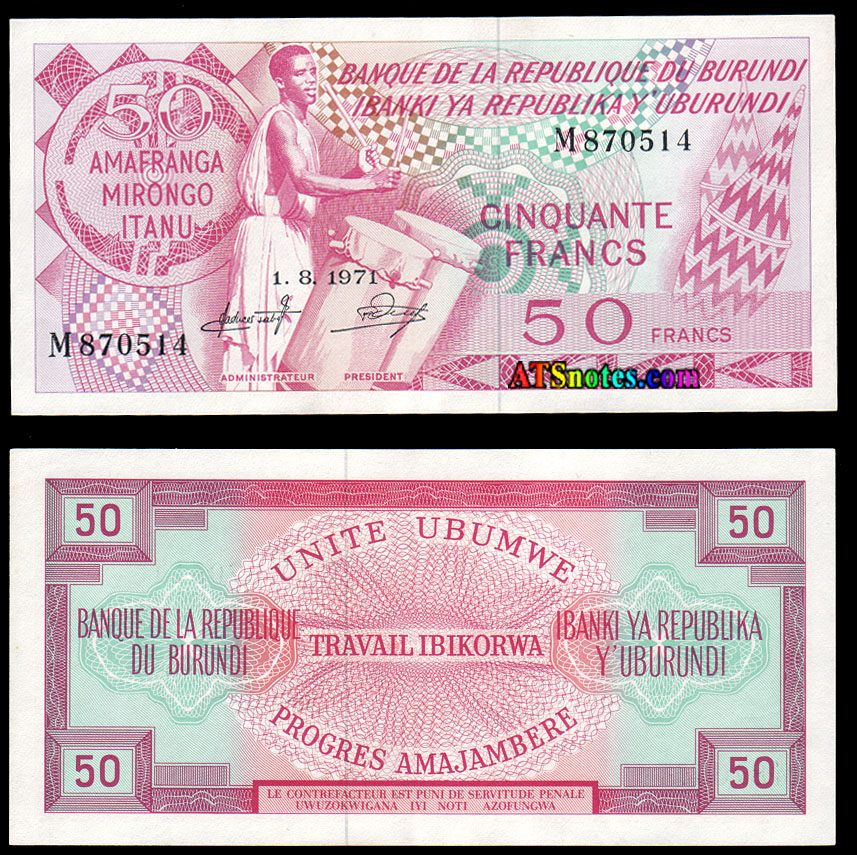 50
AMAFRANGA
MIRONGO
ITANU
BANQUE DE LA REPUBLIQUE DU BURUNDI
IBANKI YA REPUBLIKA Y'UBURUNDI
M870514
CINQUANTE
FRANCS
1. 8. 1971
M870514
50 FRANCS
ADMINISTRATEUR PRESIDENT
ATSnotes.com
50 50
UNITE UBUMWE
BANQUE DE LA REPUBLIQUE
DU BURUNDI
TRAVAIL IBIKORWA
IBANKI YA REPUBLIKA
Y'UBURUNDI
PROGRES AMAJAMBERE
50 50
LE CONTREFACTEUR EST PUNI DE SERVITUDE PENALE
UWUZOKWIGANA IYI NOTI AZOFUNGWA